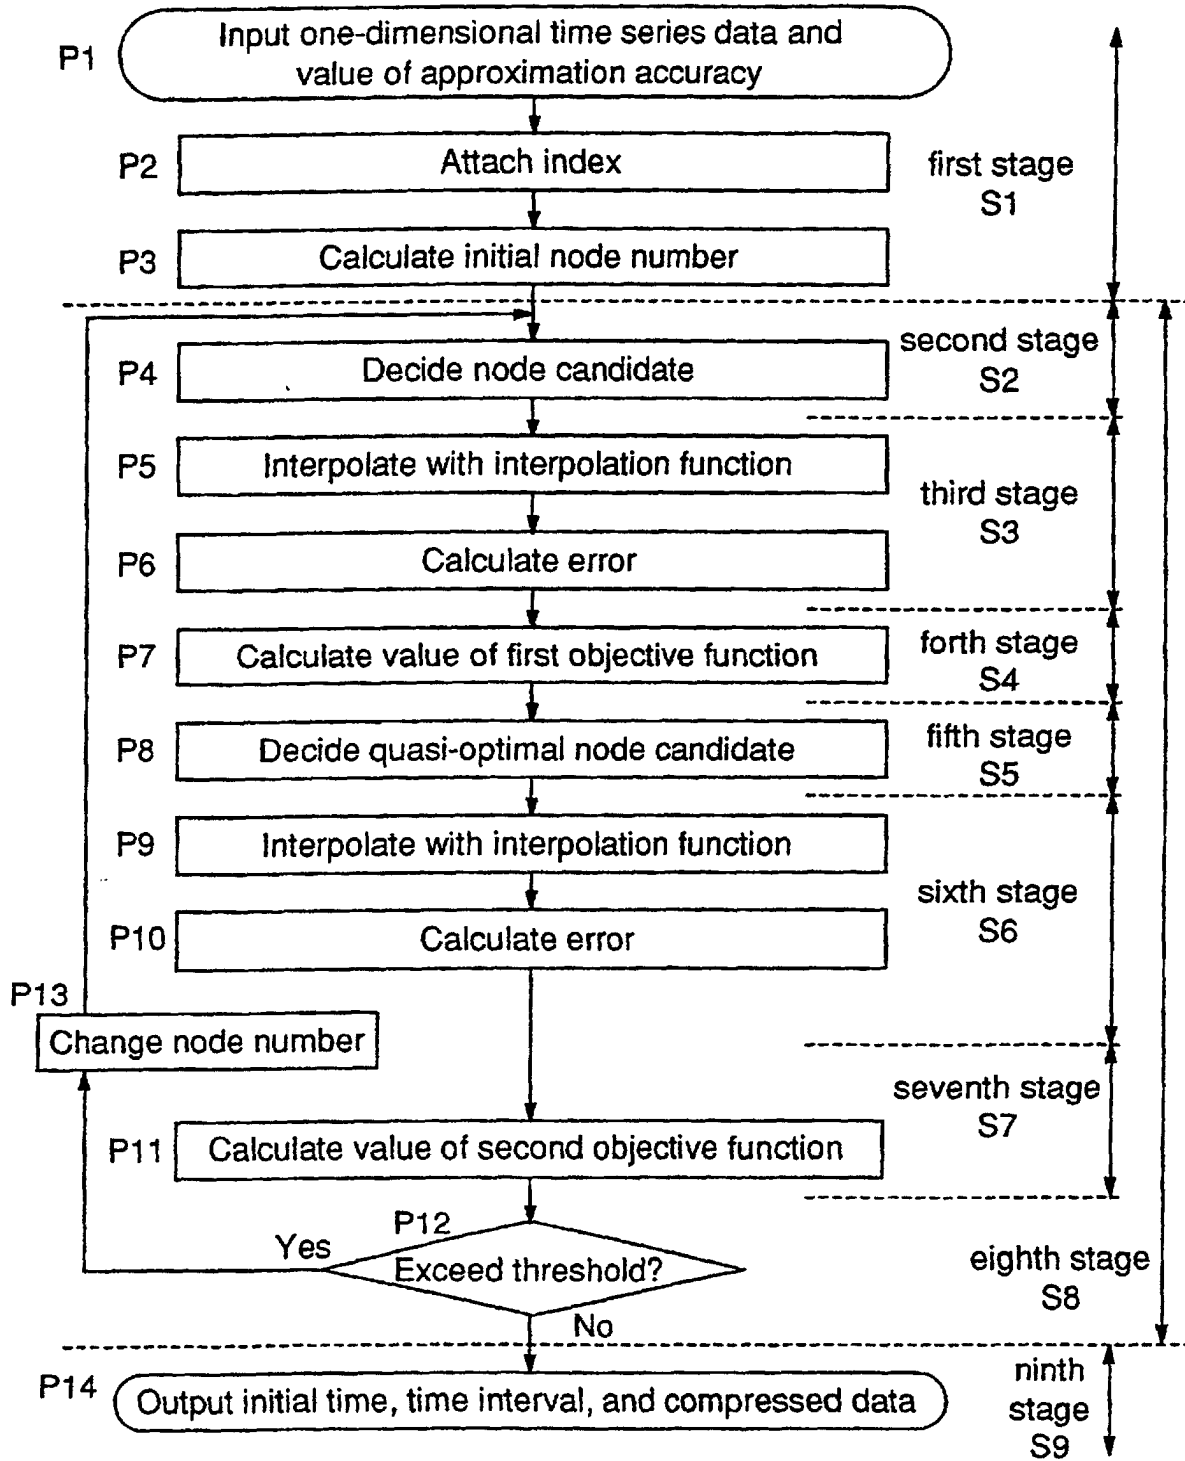 P1
Input one-dimensional time series data and
value of approximation accuracy
P2
Attach index
first stage
S1
P3
Calculate initial node number
P4
Decide node candidate
second stage
S2
P5
Interpolate with interpolation function
third stage
S3
P6
Calculate error
P7
Calculate value of first objective function
forth stage
S4
P8
Decide quasi-optimal node candidate
fifth stage
S5
P9
Interpolate with interpolation function
sixth stage
S6
P10
Calculate error
P13
Change node number
seventh stage
S7
P11
Calculate value of second objective function
P12
Yes
Exceed threshold?
eighth stage
S8
No
P14
Output initial time, time interval, and compressed data
ninth
stage
S9